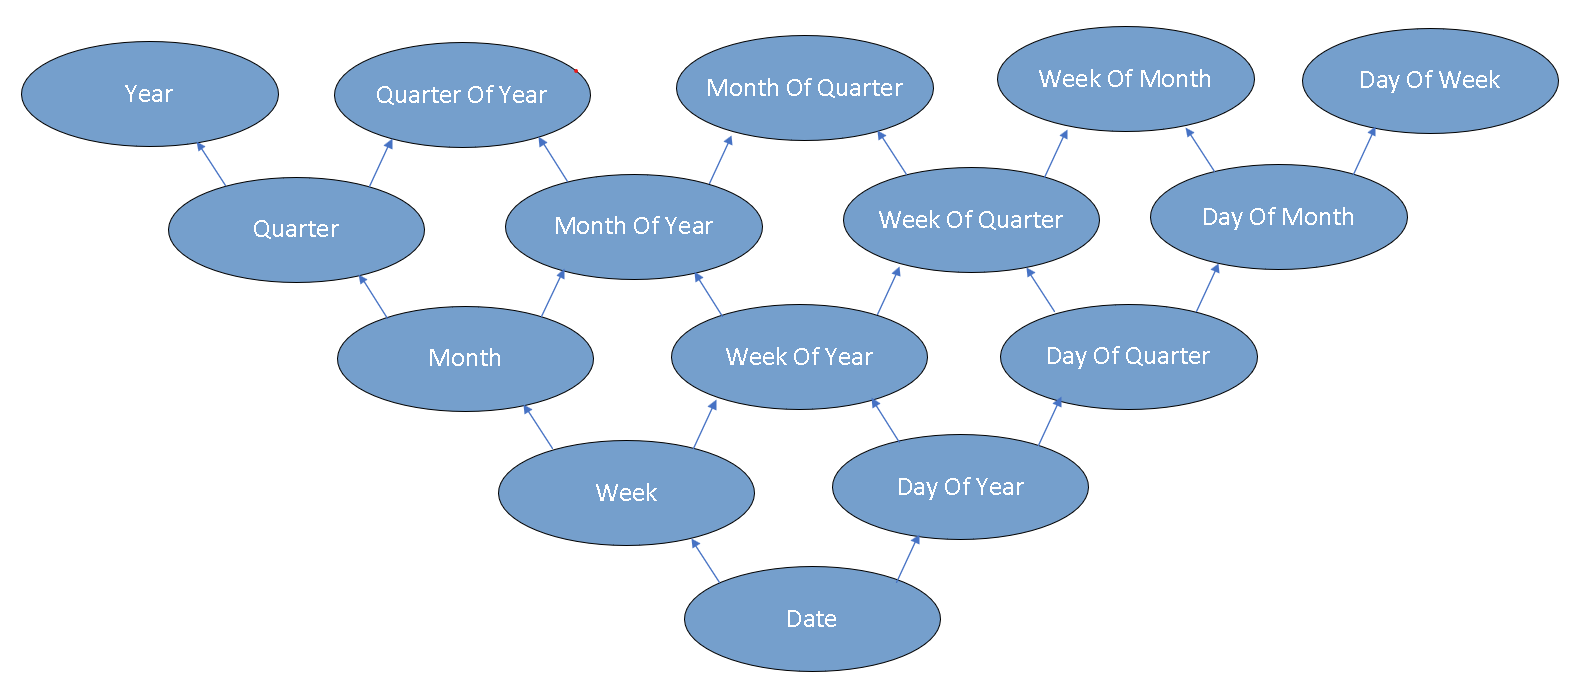 Year
Quarter Of Year
Month Of Quarter
Week Of Month
Day Of Week
Quarter
Month Of Year
Week Of Quarter
Day Of Month
Month
Week Of Year
Day Of Quarter
Week
Day Of Year
Date